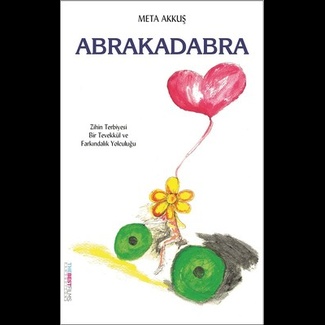 META AKKUŞ
ABRAKADABRA
Zihin Terbiyesi
Bir Tevekkül ve
Farkındalık Yolculuğu